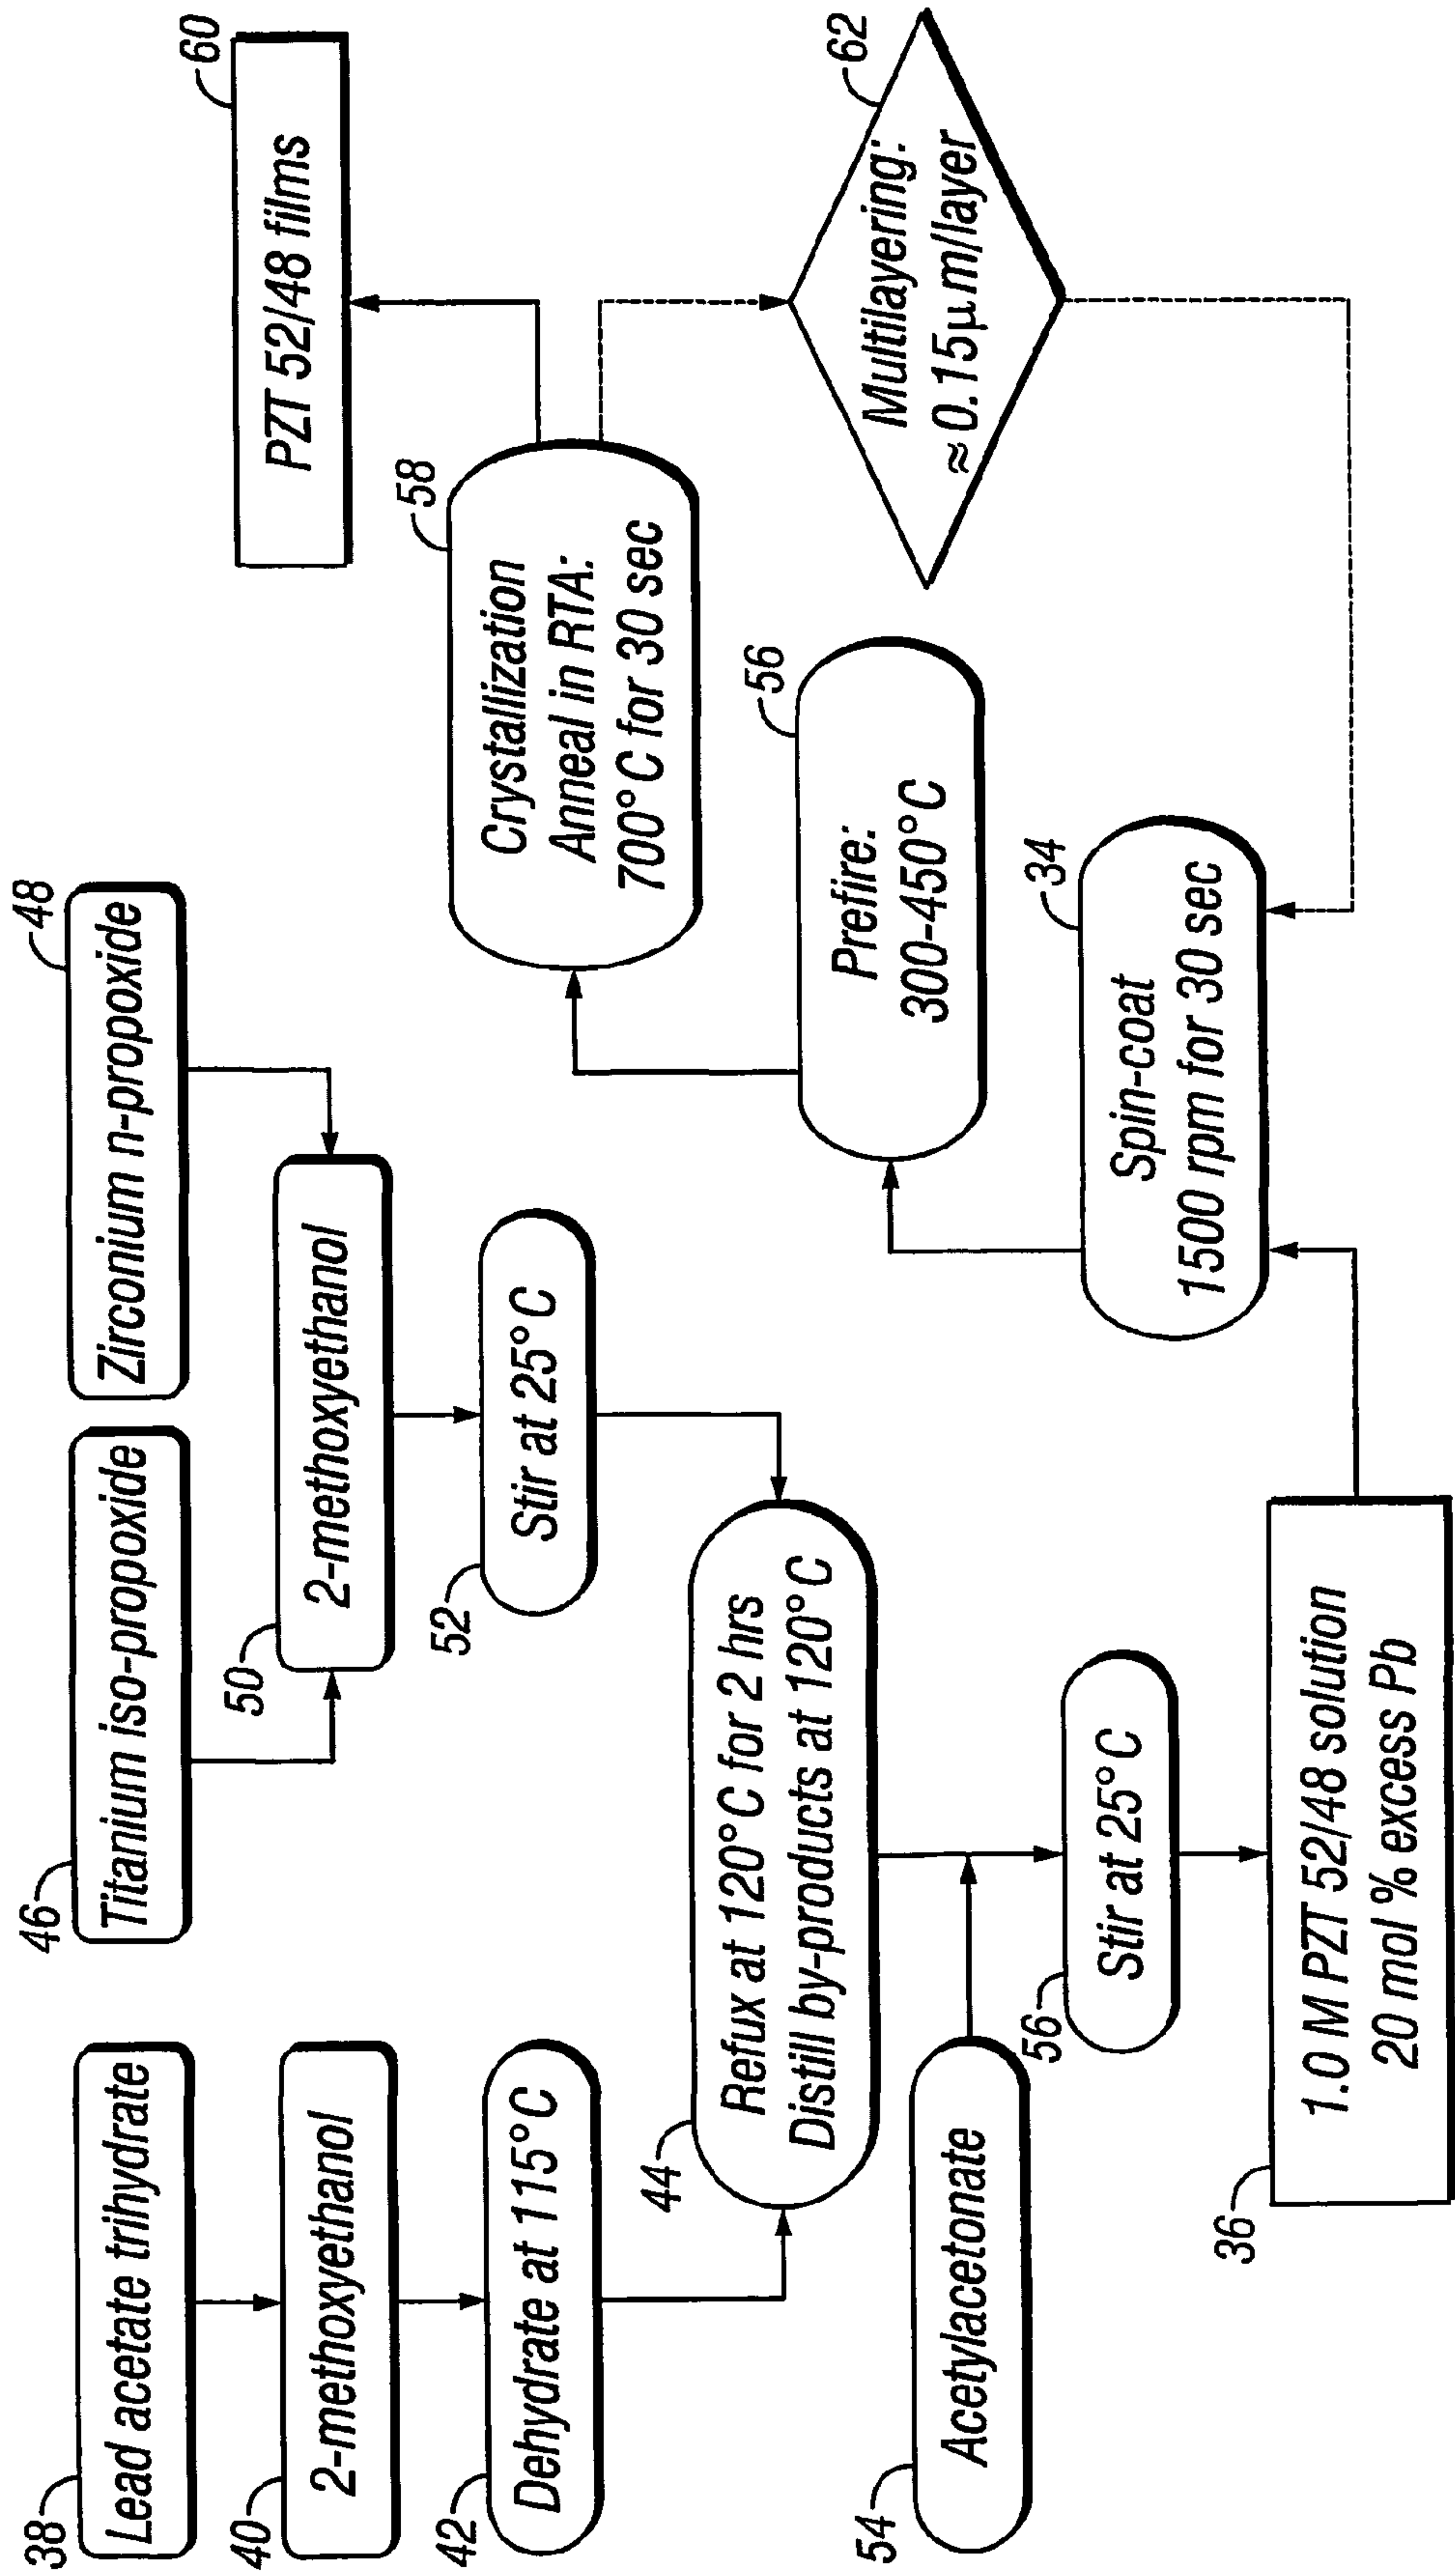 38
Lead acetate trihydrate
40
2-methoxyethanol
42
Dehydrate at 115°C
46
Titanium iso-propoxide
48
Zirconium n-propoxide
50
2-methoxyethanol
52
Stir at 25°C
44
Refux at 120°C for 2 hrs
Distill by-products at 120°C
54
Acetylacetonate
56
Stir at 25°C
36
1.0 M PZT 52/48 solution
20 mol % excess Pb
34
Spin-coat
1500 rpm for 30 sec
56
Prefire:
300-450°C
58
Crystallization
Anneal in RTA:
700°C for 30 sec
60
PZT 52/48 films
62
Multilayering:
≈ 0.15μm/layer